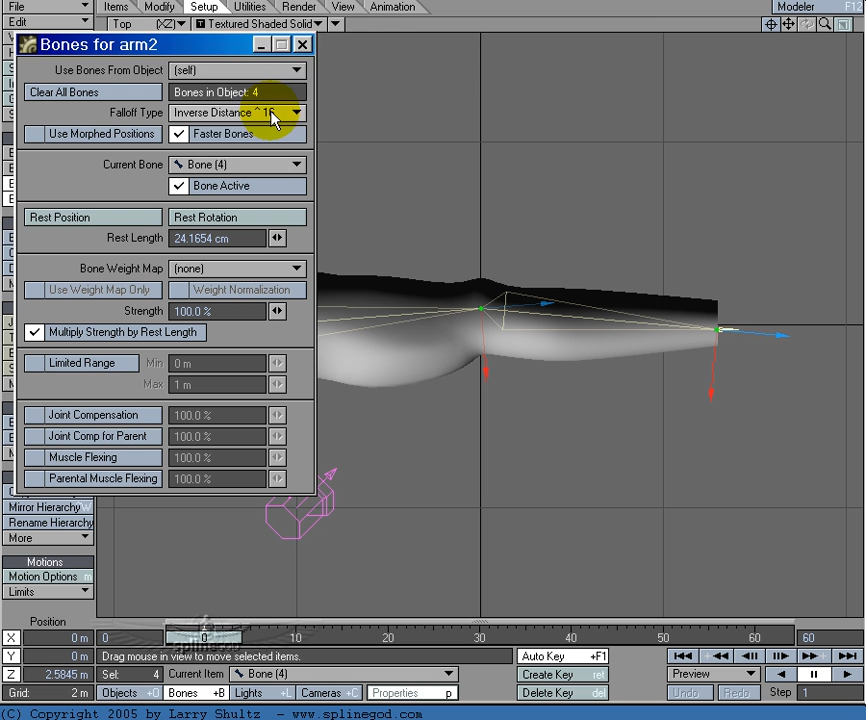 File Items Modify Setup Utilities Render View Animation Modeler F12
Edit Top (XZ) Textured Shaded Solid
Bones for arm2
Use Bones From Object (self)
Clear All Bones Bones in Object: 4
Falloff Type Inverse Distance ^ 16
Use Morphed Positions Faster Bones
Current Bone Bone (4)
Bone Active
Rest Position Rest Rotation
Rest Length 24.1654 cm
Bone Weight Map (none)
Use Weight Map Only Weight Normalization
Strength 100.0 %
Multiply Strength by Rest Length
Limited Range Min 0 m
Max 1 m
Joint Compensation 100.0 %
Joint Comp for Parent 100.0 %
Muscle Flexing 100.0 %
Parental Muscle Flexing 100.0 %
Mirror Hierarchy
Rename Hierarchy
More
Motions
Motion Options m
Limits
Position
X 0 m 0 0 10 20 30 40 50 60 60
Y 0 m Drag mouse in view to move selected items. Auto Key +F1
Z 2.5845 m Sel: 4 Current Item Bone (4) Create Key ret Preview
Grid: 2 m Objects +O Bones +B Lights +L Cameras +C Properties p Delete Key del Undo Redo Step 1
(C) Copyright 2005 by Larry Shultz - www.splinegod.com